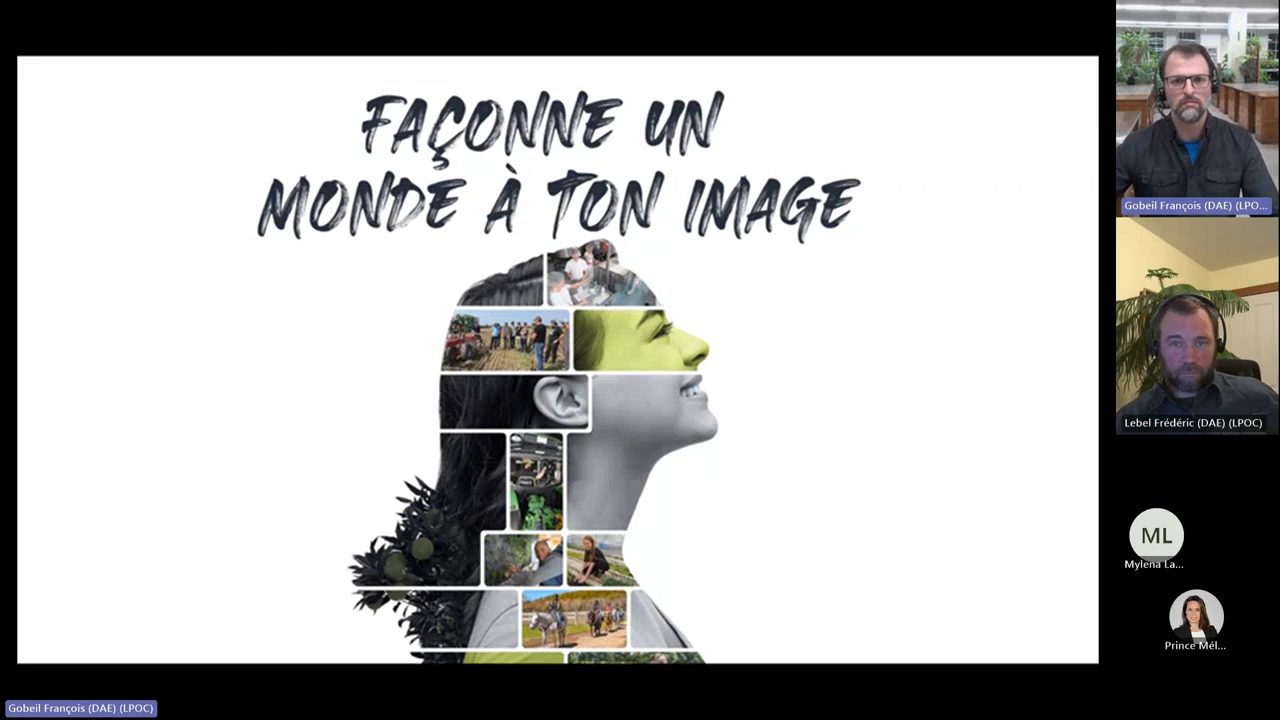 FAÇONNE UN
MONDE À TON IMAGE
Gobeil François (DAE) (LPO...
Lebel Frédéric (DAE) (LPOC)
ML
Mylena La...
Prince Mél...
Gobeil François (DAE) (LPOC)